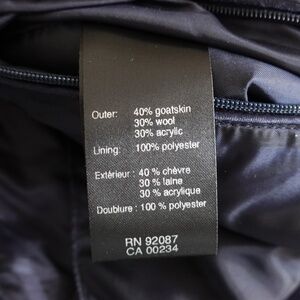 Outer: 40% goatskin
30% wool
30% acrylic
Lining: 100% polyester
Extérieur : 40 % chèvre
30 % laine
30 % acrylique
Doublure : 100 % polyester
RN 92087
CA 00234